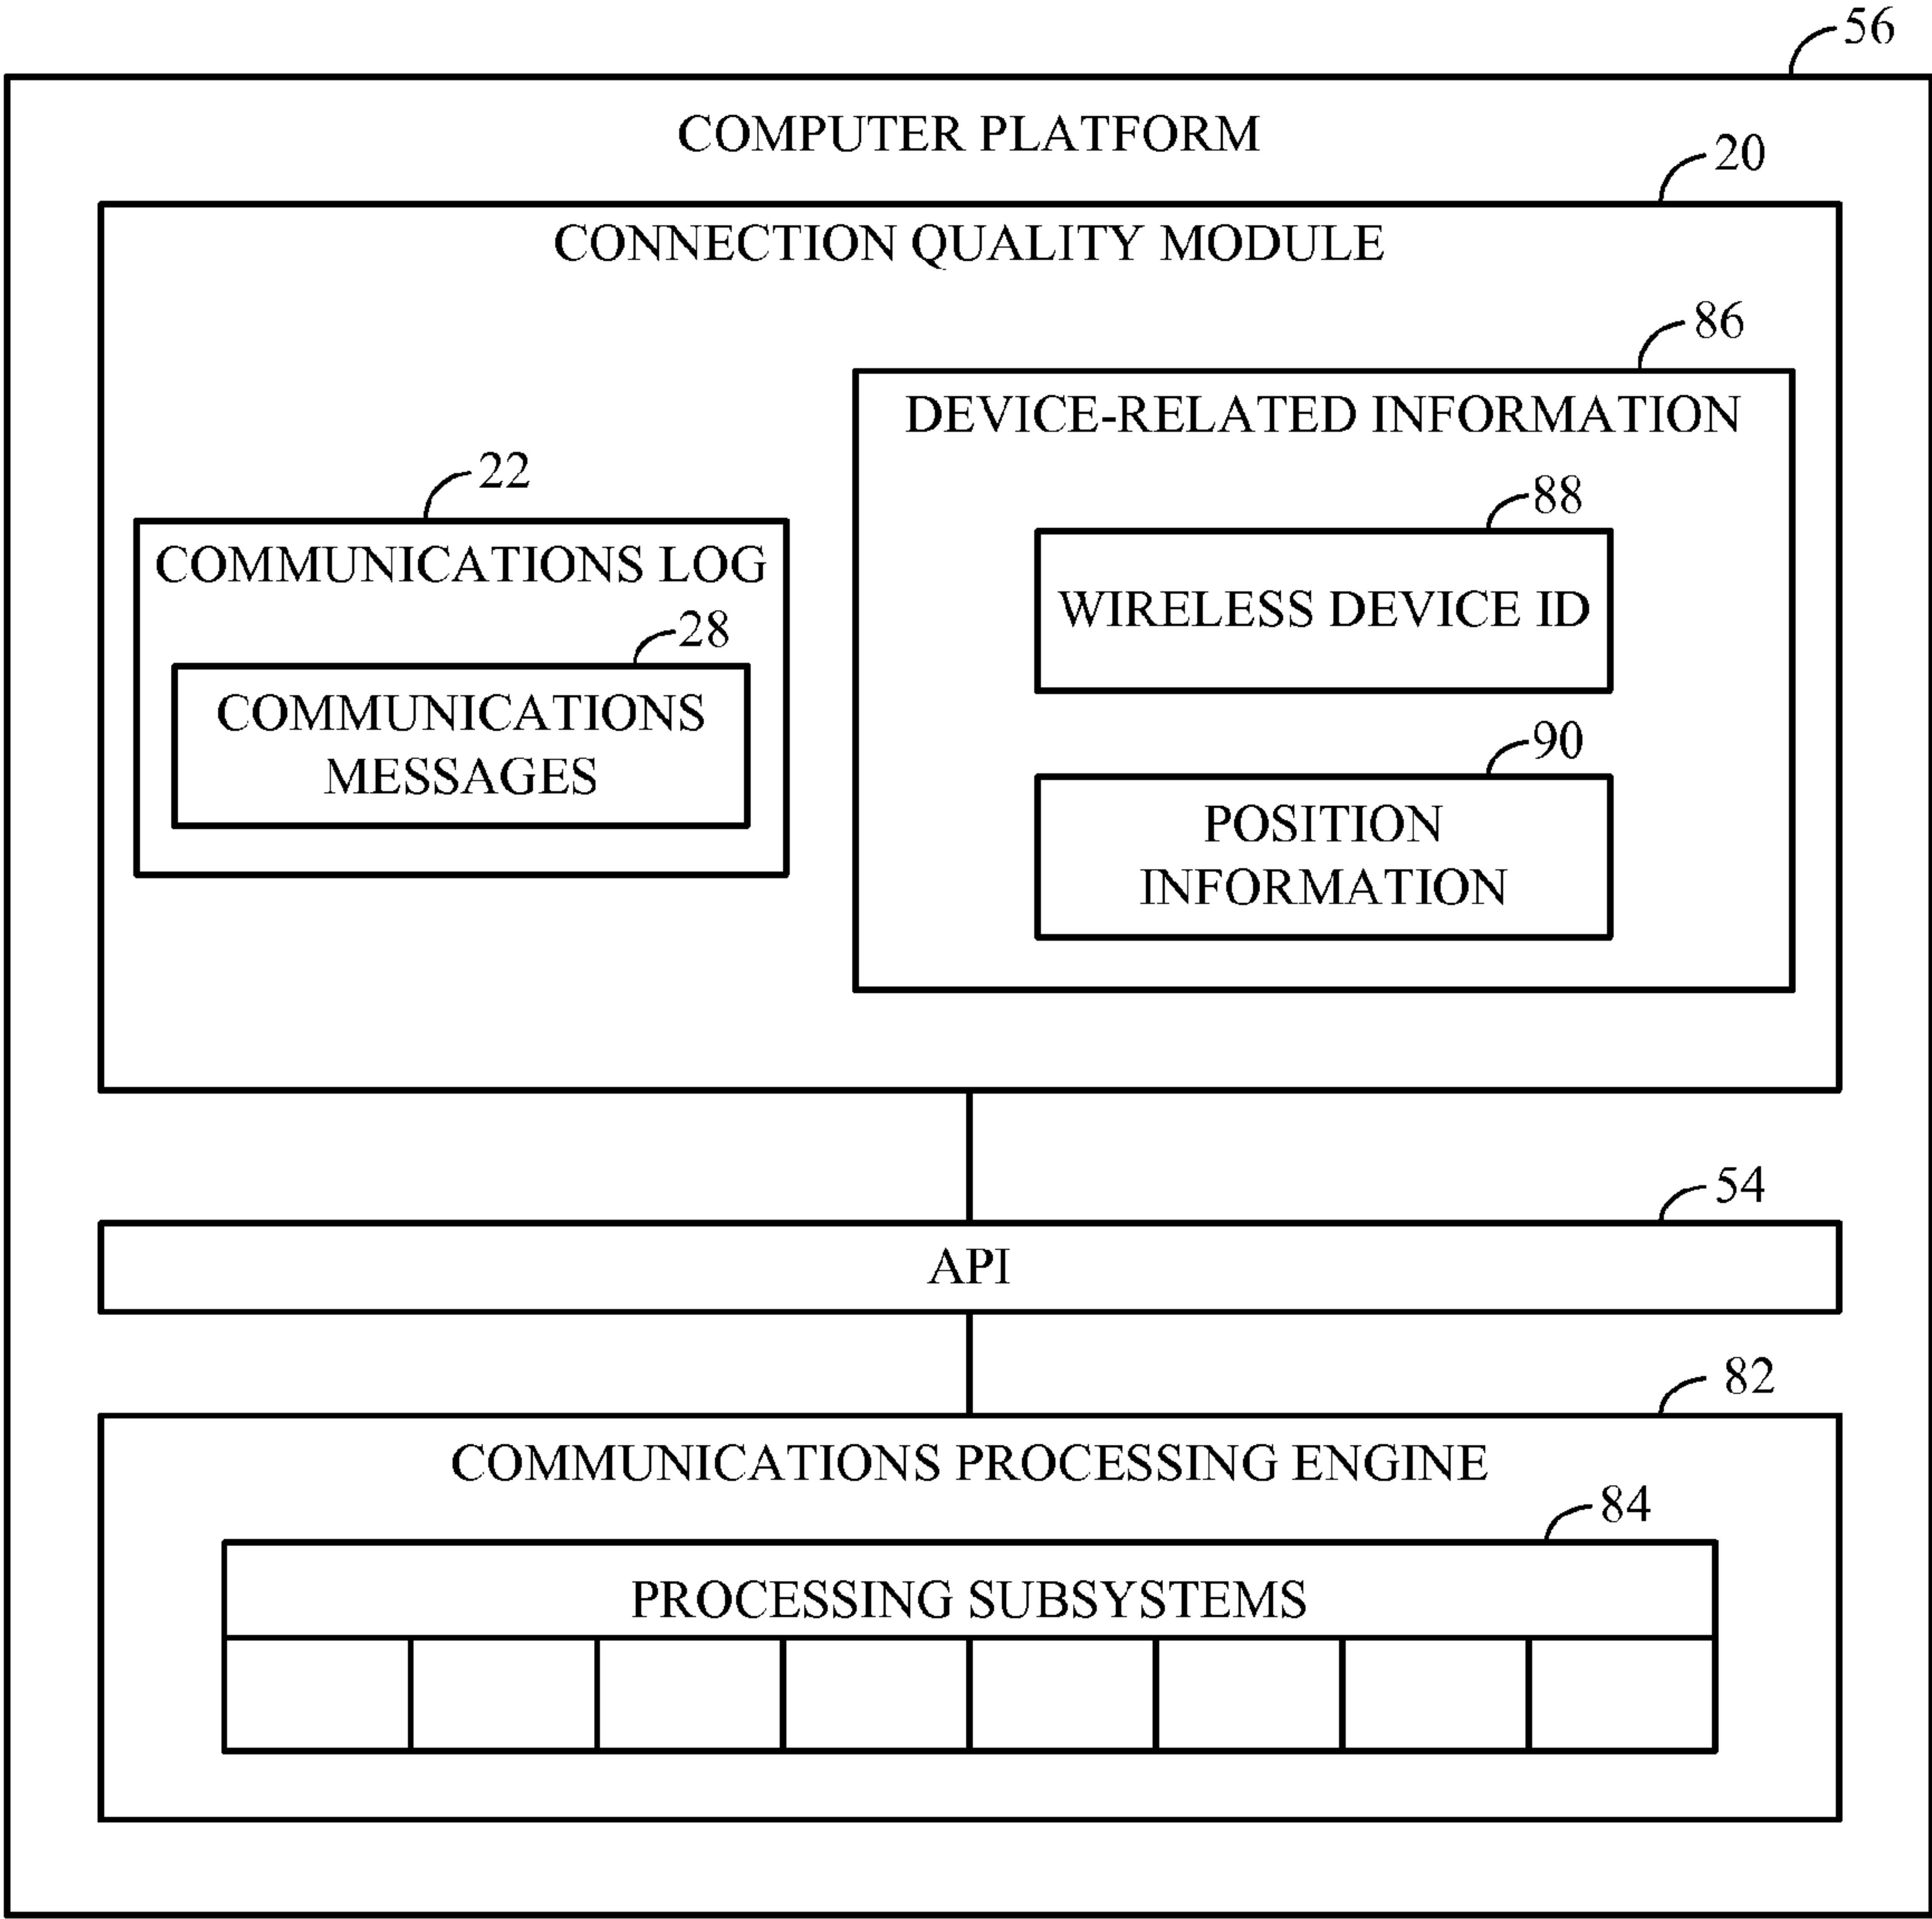 56
COMPUTER PLATFORM
20
CONNECTION QUALITY MODULE
86
DEVICE-RELATED INFORMATION
22
COMMUNICATIONS LOG
28
COMMUNICATIONS
MESSAGES
88
WIRELESS DEVICE ID
90
POSITION
INFORMATION
54
API
82
COMMUNICATIONS PROCESSING ENGINE
84
PROCESSING SUBSYSTEMS